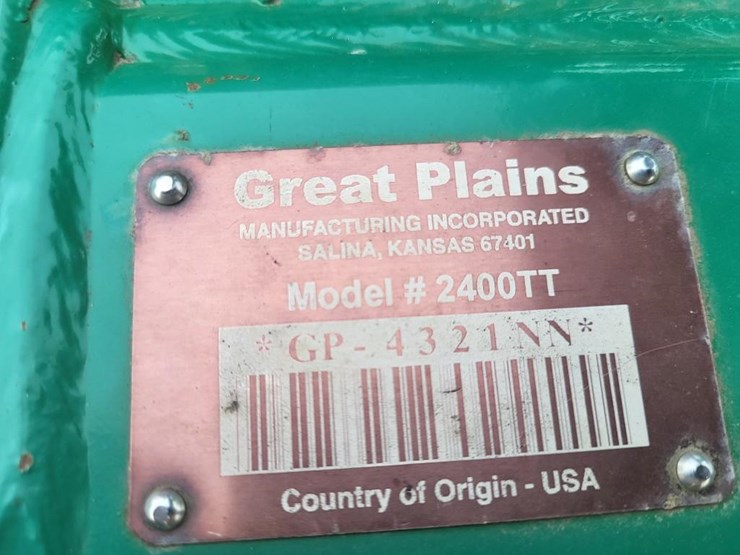 Great Plains
MANUFACTURING INCORPORATED
SALINA, KANSAS 67401
Model # 2400TT
*GP-4321NN*
Country of Origin - USA